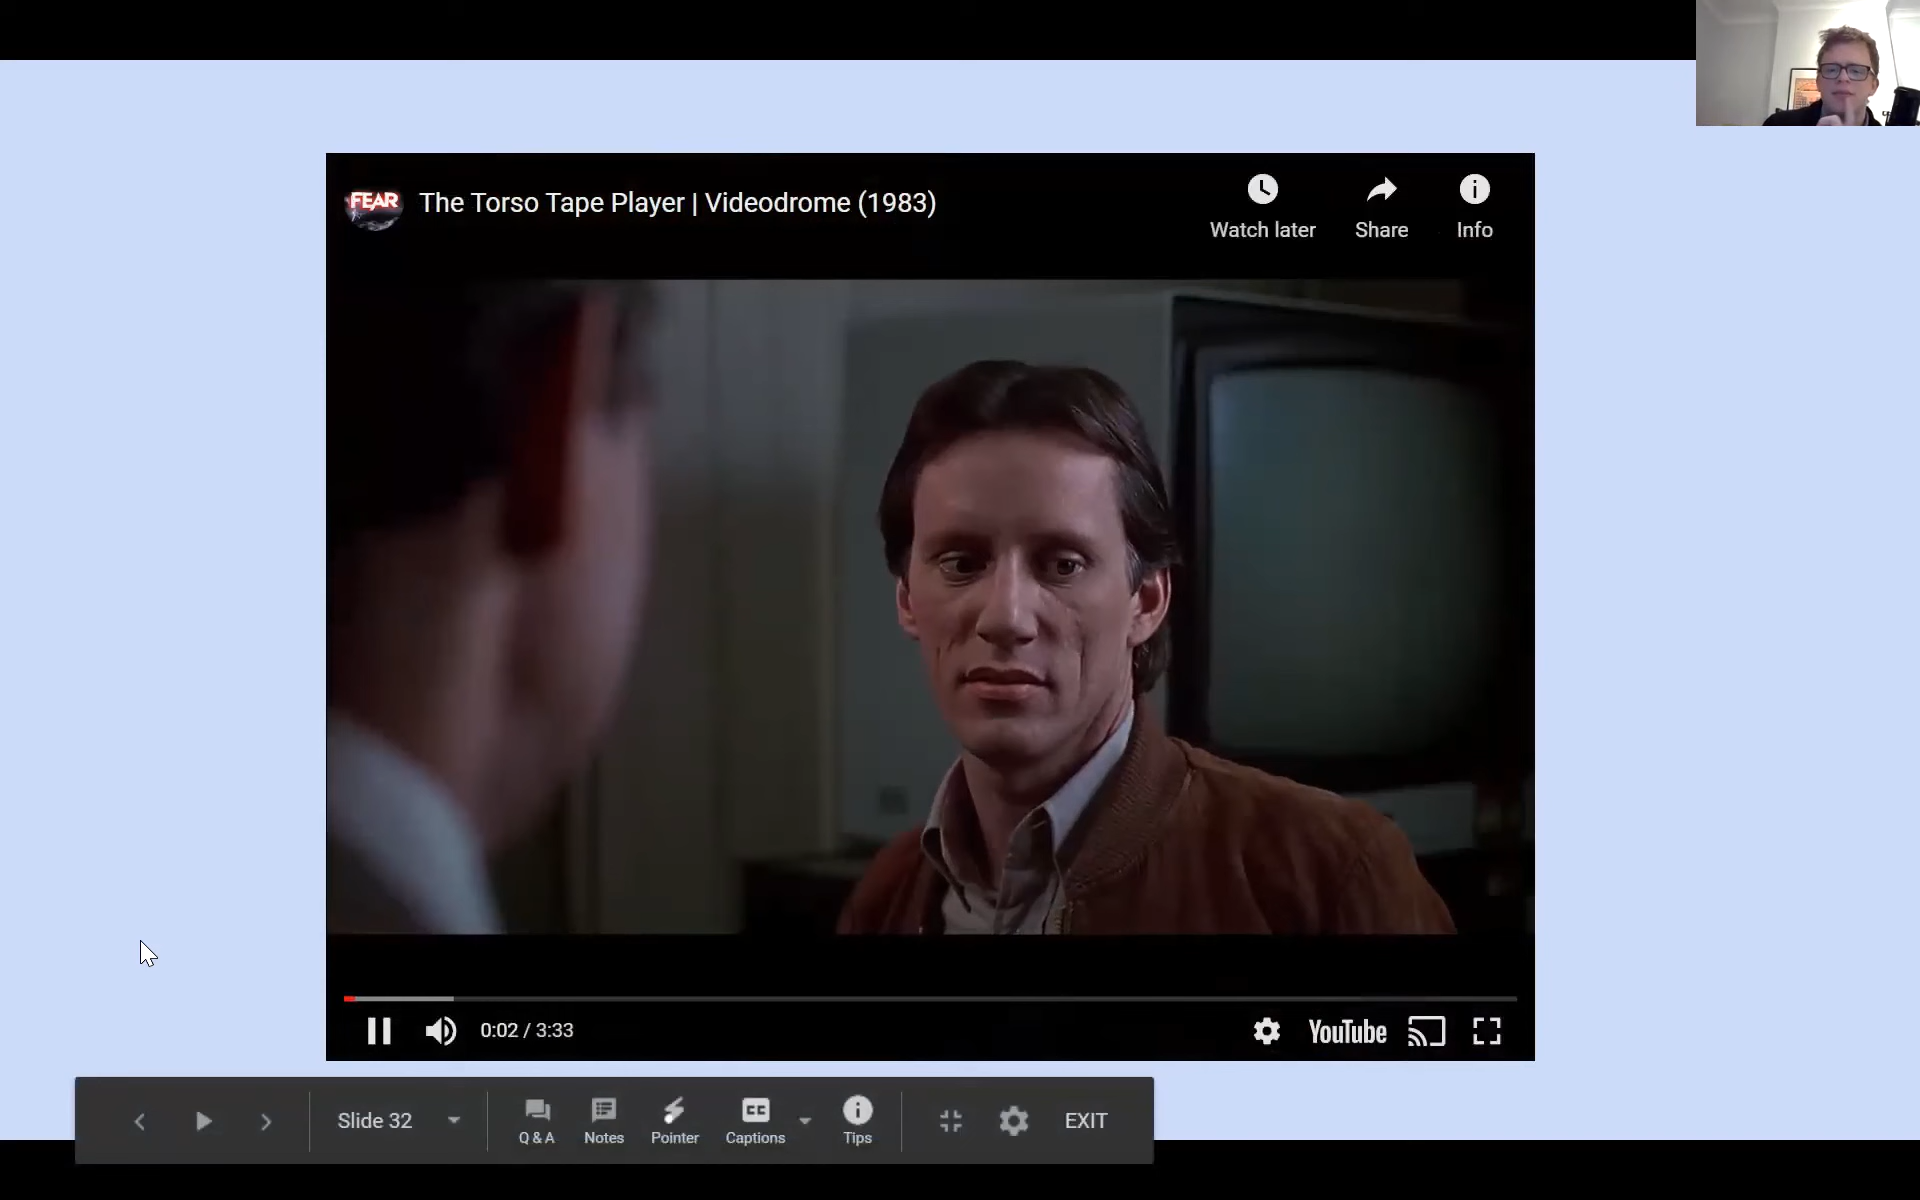 FEAR
The Torso Tape Player | Videodrome (1983)
Watch later
Share
Info
0:02 / 3:33
YouTube
Slide 32
Q & A
Notes
CC
Pointer
Captions
Tips
EXIT